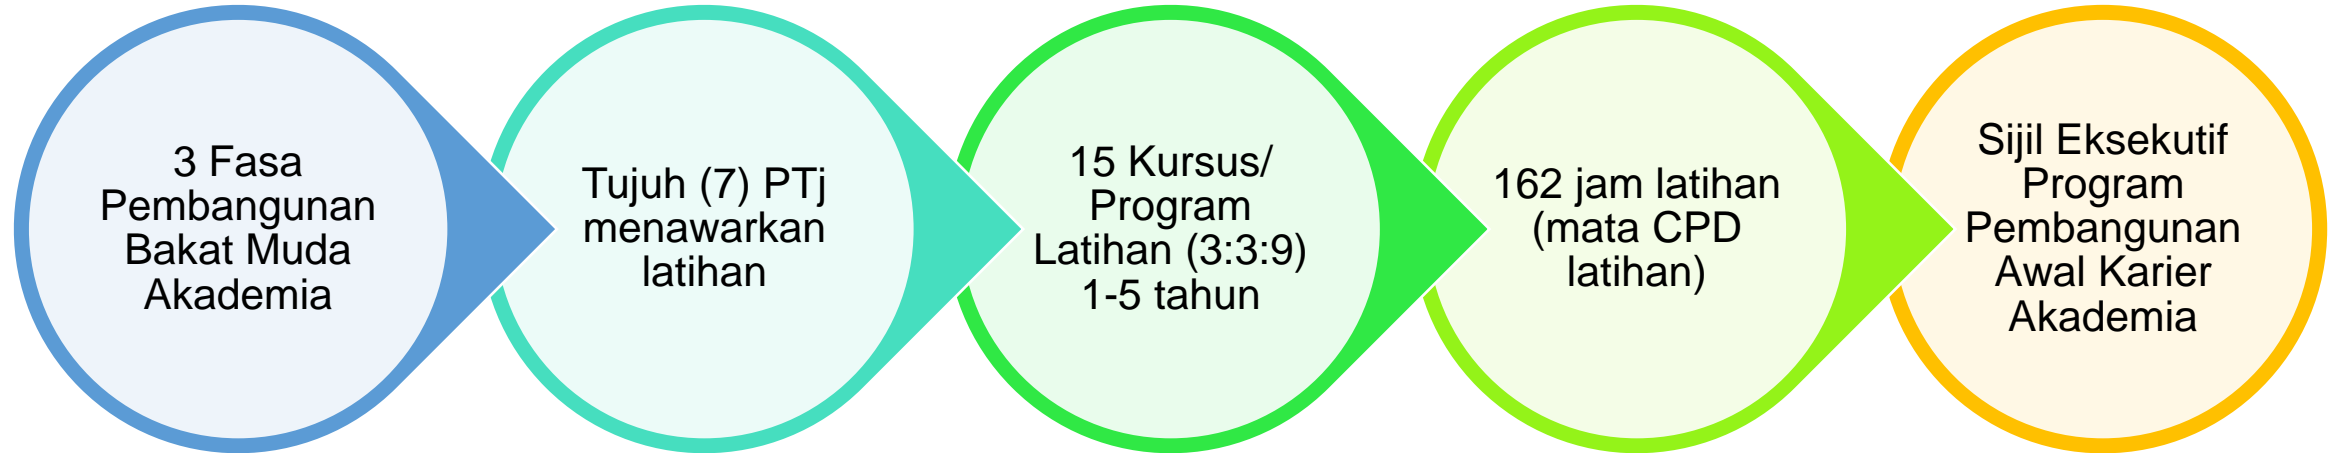 3 Fasa
Pembangunan
Bakat Muda
Akademia
Tujuh (7) PTj
menawarkan
latihan
15 Kursus/
Program
Latihan (3:3:9)
1-5 tahun
162 jam latihan
(mata CPD
latihan)
Sijil Eksekutif
Program
Pembangunan
Awal Karier
Akademia